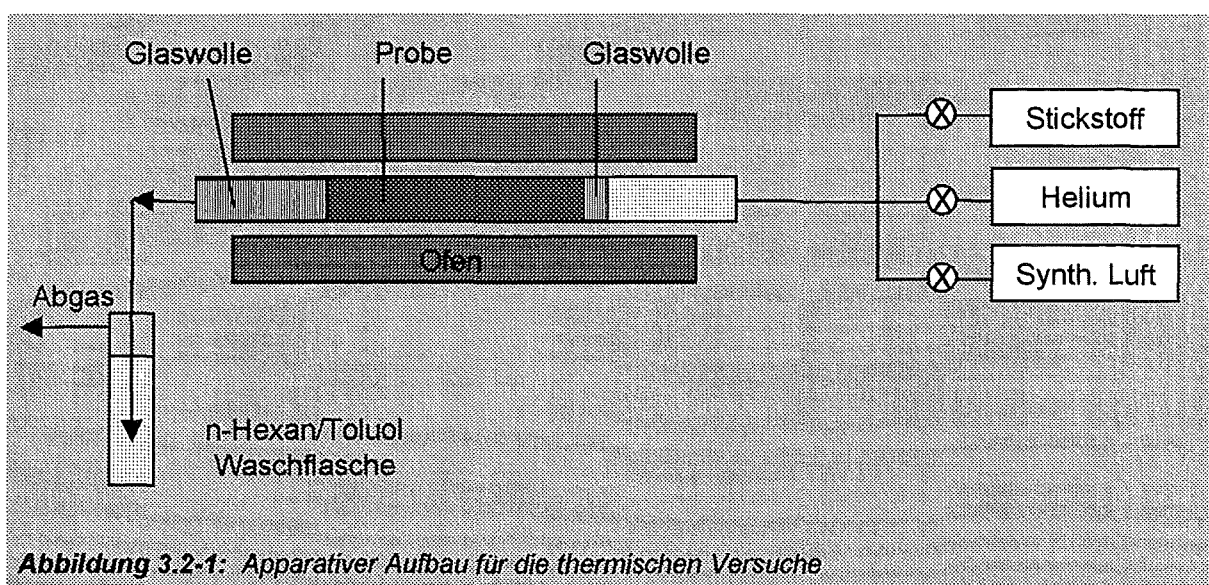 Glaswolle
Probe
Glaswolle
Stickstoff
Helium
Synth. Luft
Ofen
Abgas
n-Hexan/Toluol
Waschflasche
Abbildung 3.2-1: Apparativer Aufbau für die thermischen Versuche